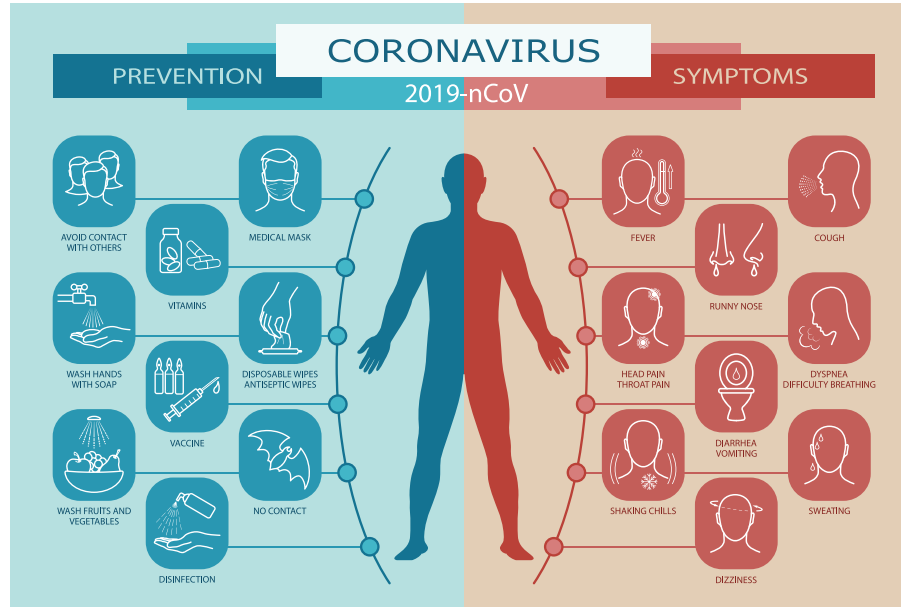 CORONAVIRUS
PREVENTION
SYMPTOMS
2019-nCoV
AVOID CONTACT
WITH OTHERS
MEDICAL MASK
VITAMINS
WASH HANDS
WITH SOAP
DISPOSABLE WIPES
ANTISEPTIC WIPES
VACCINE
WASH FRUITS AND
VEGETABLES
NO CONTACT
DISINFECTION
FEVER
COUGH
RUNNY NOSE
HEAD PAIN
THROAT PAIN
DYSPNEA
DIFFICULTY BREATHING
DIARRHEA
VOMITING
SHAKING CHILLS
SWEATING
DIZZINESS